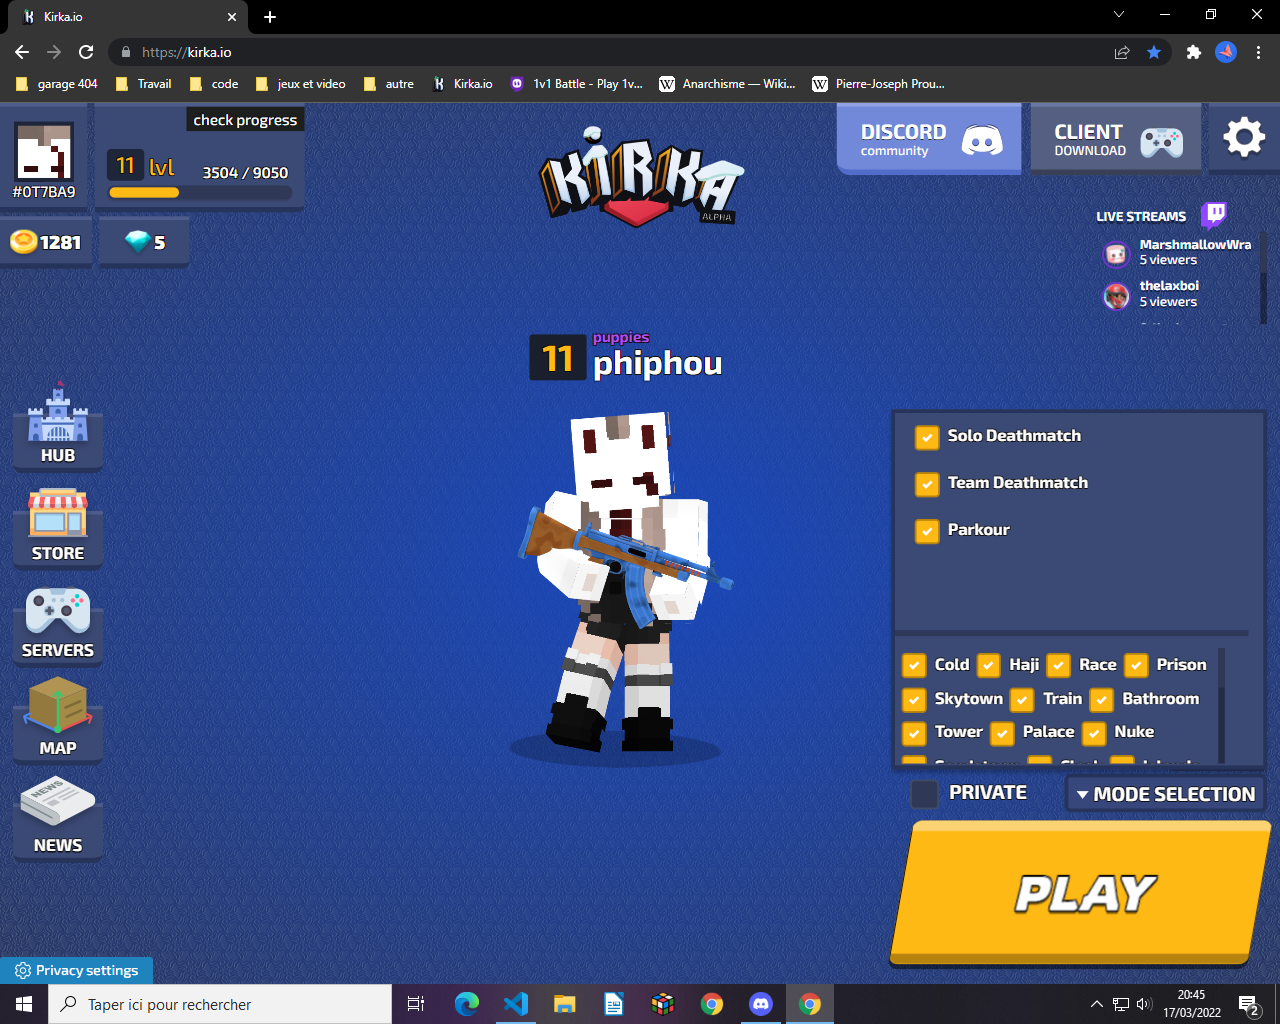 Kirka.io
https://kirka.io
garage 404
Travail
code
jeux et video
autre
Kirka.io
1v1 Battle - Play 1v...
Anarchisme — Wiki...
Pierre-Joseph Prou...
check progress
11 lvl
3504 / 9050
#0T7BA9
1281
5
KIRKA
ALPHA
DISCORD
community
CLIENT
DOWNLOAD
LIVE STREAMS
MarshmallowWra
5 viewers
thelaxboi
5 viewers
11
puppies
phiphou
HUB
STORE
SERVERS
MAP
NEWS
NEWS
Solo Deathmatch
Team Deathmatch
Parkour
Cold Haji Race Prison
Skytown Train Bathroom
Tower Palace Nuke
PRIVATE
MODE SELECTION
PLAY
Privacy settings
Taper ici pour rechercher
20:45
17/03/2022
2